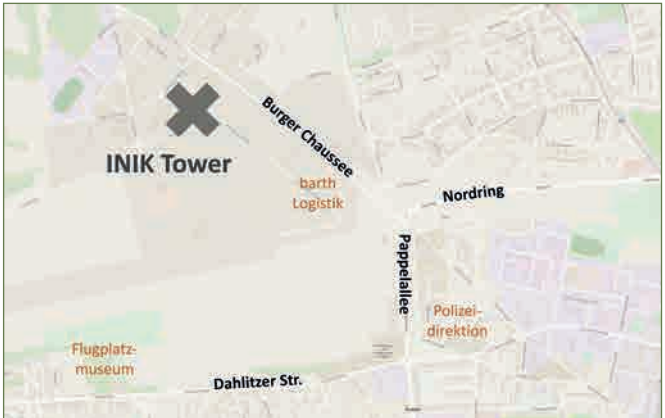 Burger Chaussee
INIK Tower
barth
Logistik
Nordring
Pappelallee
Polizei-
direktion
Flugplatz-
museum
Dahlitzer Str.